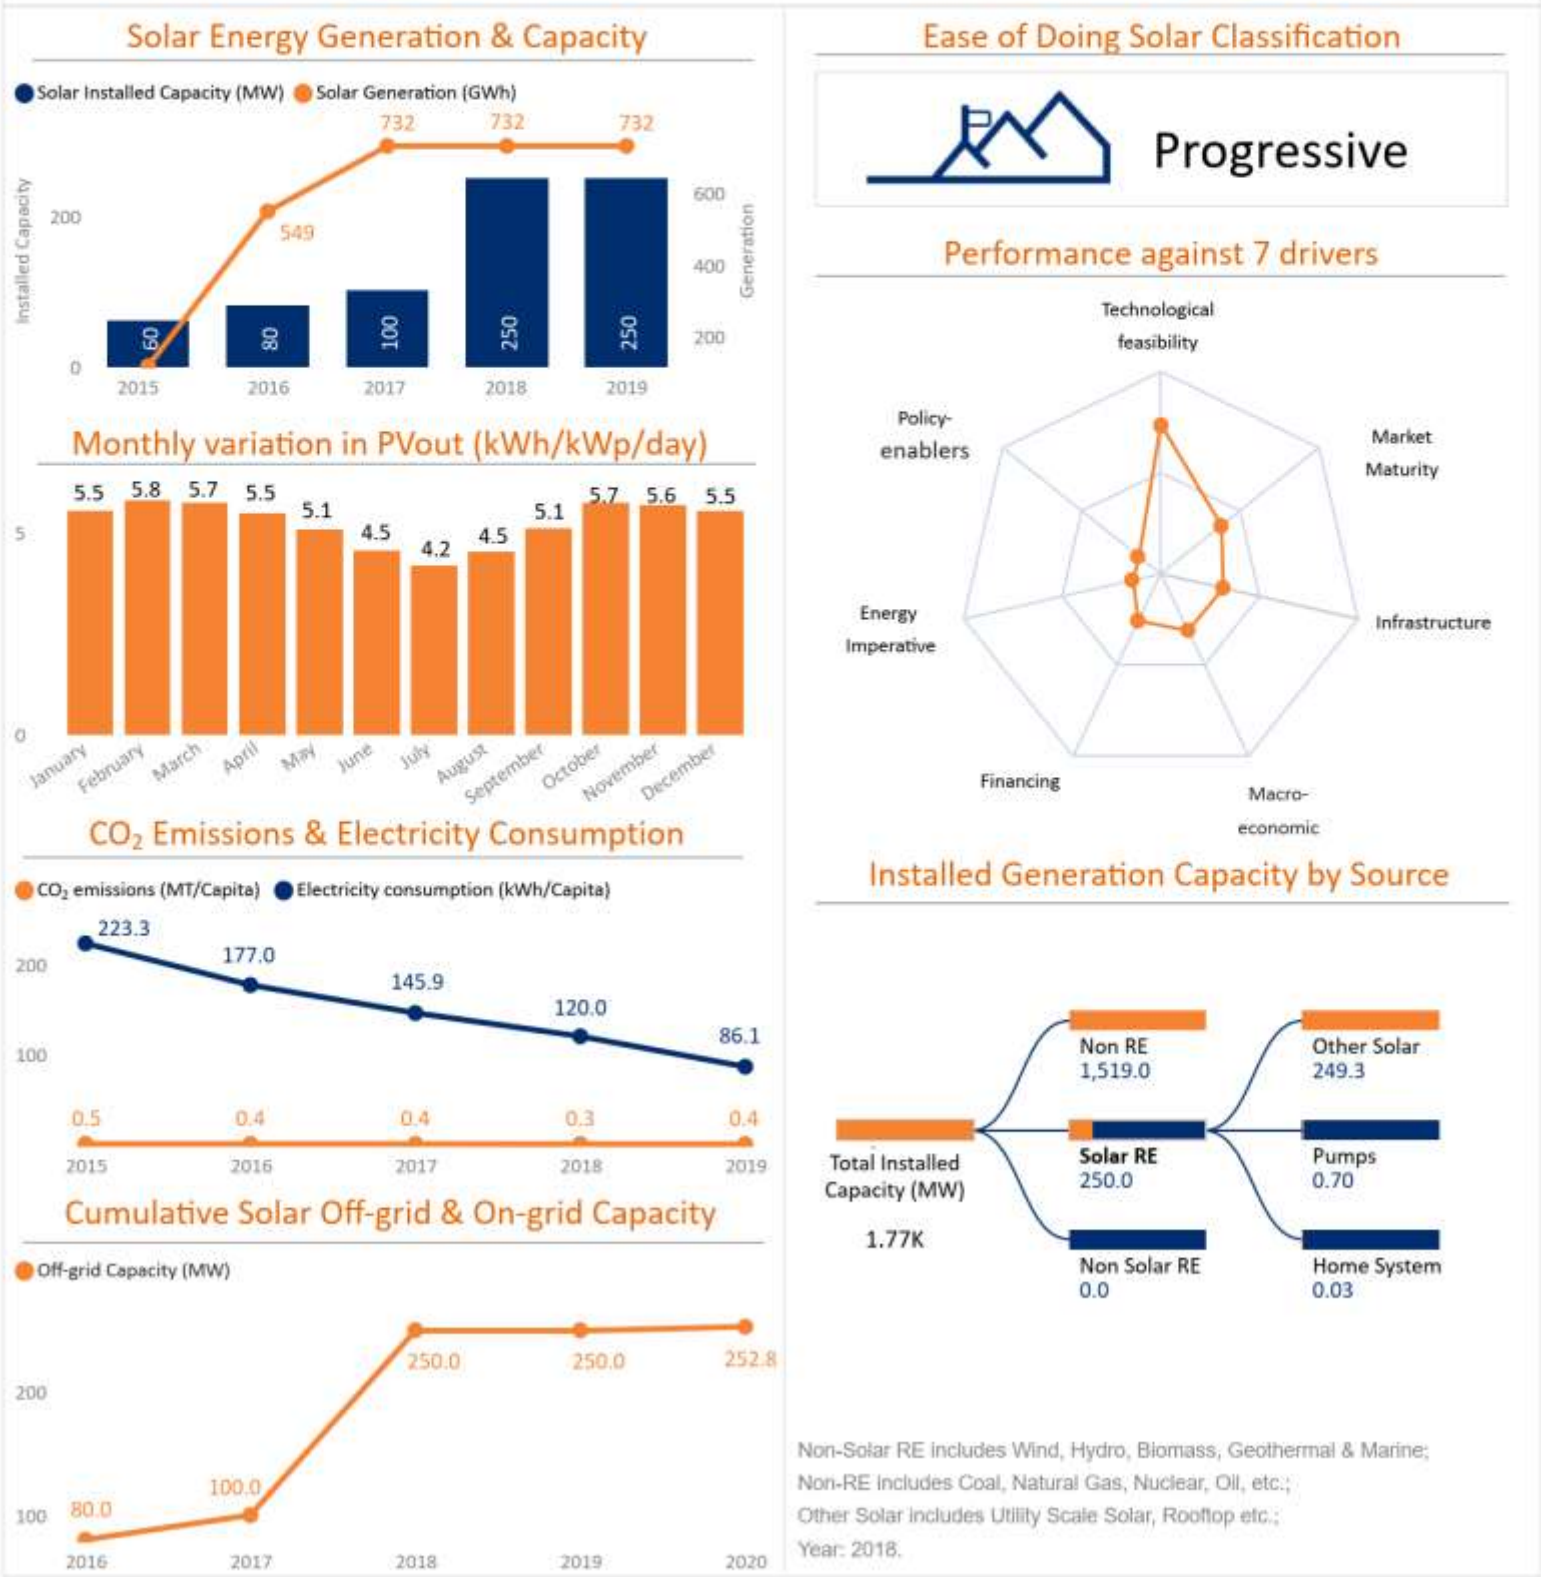 Solar Energy Generation & Capacity
Solar Installed Capacity (MW) Solar Generation (GWh)
732 732 732
549
Installed Capacity
200
0
600
400
200
Generation
60 80 100 250 250
2015 2016 2017 2018 2019
Monthly variation in PVout (kWh/kWp/day)
5.5 5.8 5.7 5.5 5.1 4.5 4.2 4.5 5.1 5.7 5.6 5.5
5
0
January February March April May June July August September October November December
CO₂ Emissions & Electricity Consumption
CO₂ emissions (MT/Capita) Electricity consumption (kWh/Capita)
223.3
177.0
145.9
120.0
86.1
200
100
0.5 0.4 0.4 0.3 0.4
2015 2016 2017 2018 2019
Cumulative Solar Off-grid & On-grid Capacity
Off-grid Capacity (MW)
250.0 250.0 252.8
200
100.0
80.0
100
2016 2017 2018 2019 2020
Ease of Doing Solar Classification
Progressive
Performance against 7 drivers
Technological
feasibility
Policy-
enablers
Market
Maturity
Energy
Imperative
Infrastructure
Financing
Macro-
economic
Installed Generation Capacity by Source
Non RE
1,519.0
Other Solar
249.3
Total Installed
Capacity (MW)
1.77K
Solar RE
250.0
Pumps
0.70
Non Solar RE
0.0
Home System
0.03
Non-Solar RE includes Wind, Hydro, Biomass, Geothermal & Marine;
Non-RE includes Coal, Natural Gas, Nuclear, Oil, etc.;
Other Solar includes Utility Scale Solar, Rooftop etc.;
Year: 2018.